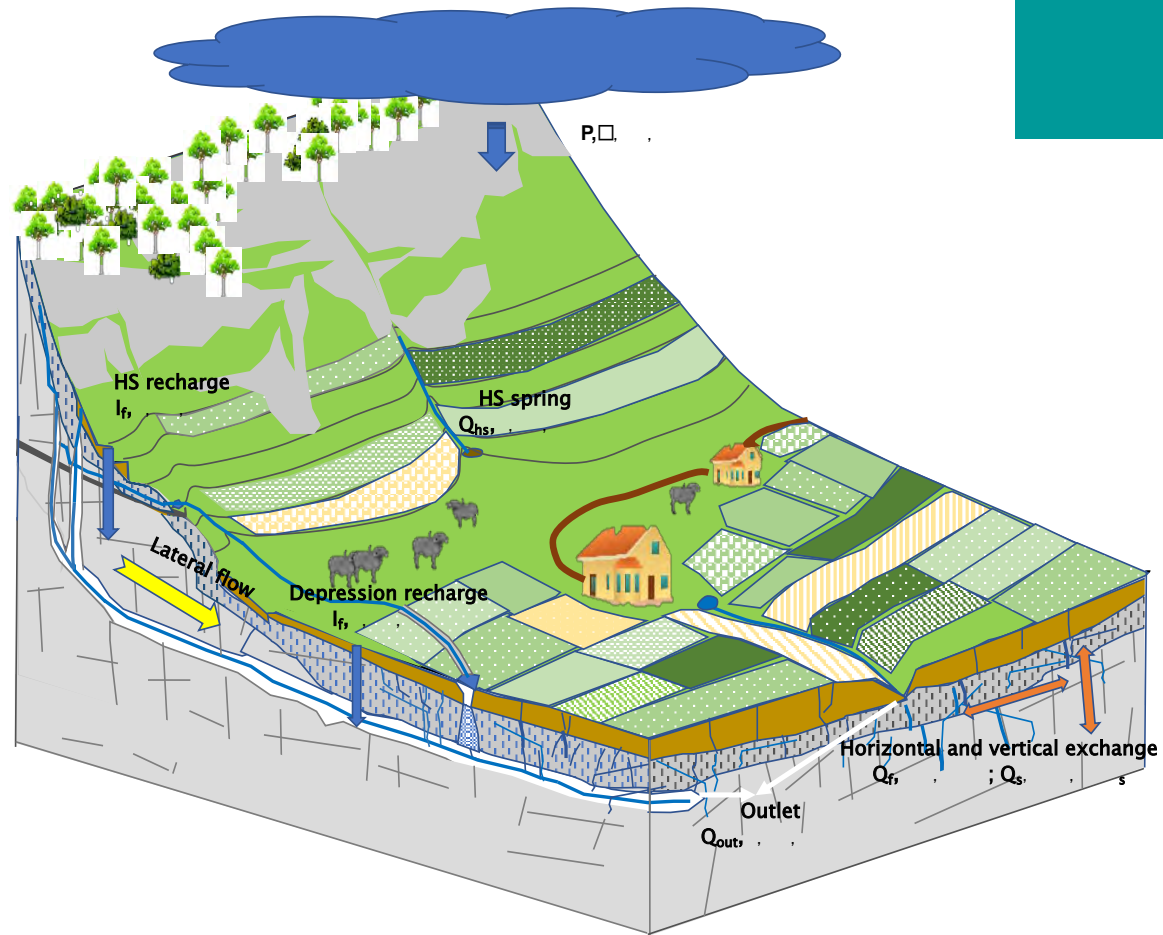 P,□, ,
HS recharge
If, , ,
HS spring
Qhs, , ,
Lateral flow
Depression recharge
If, , ,
Horizontal and vertical exchange
Qf, , ; Qs, , s
Outlet
Qout, , ,